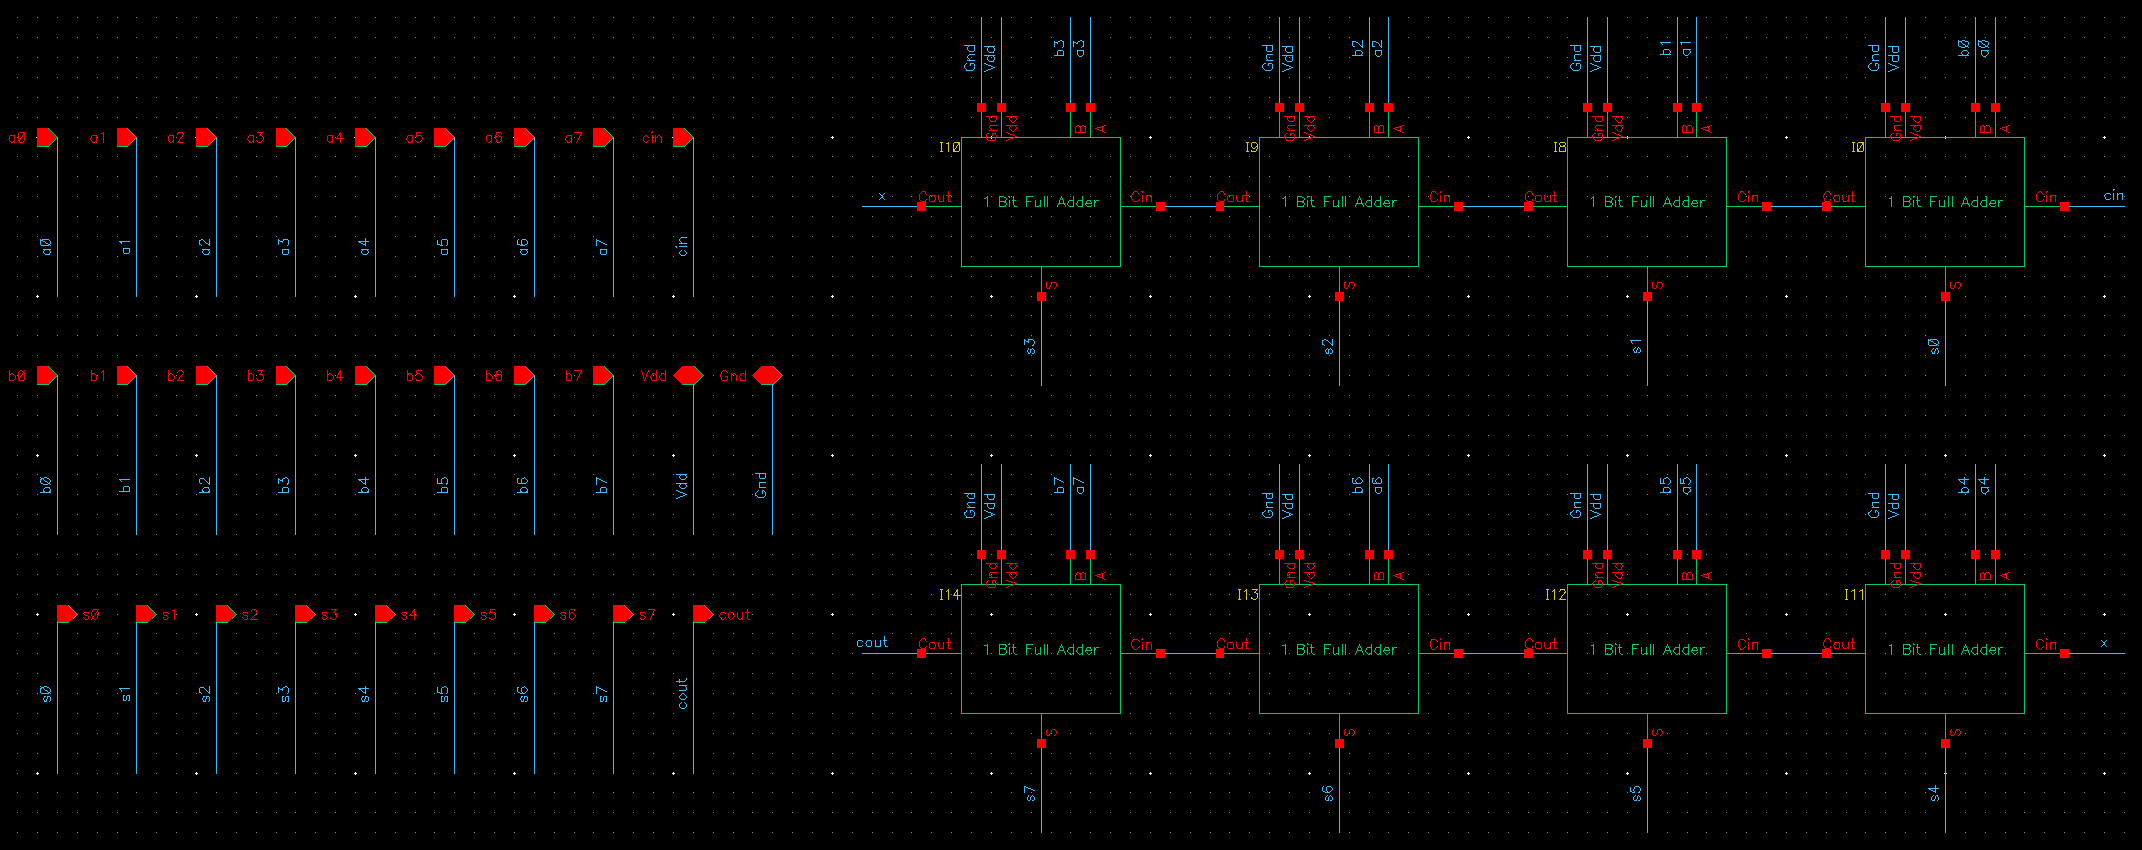 Gnd Vdd b3 a3 Gnd Vdd b2 a2 Gnd Vdd b1 a1 Gnd Vdd b0 a0
a0 a1 a2 a3 a4 a5 a6 a7 cin
Gnd Vdd B A Gnd Vdd B A Gnd Vdd B A Gnd Vdd B A
I10 I9 I8 I0
x Cout 1 Bit Full Adder Cin Cout 1 Bit Full Adder Cin Cout 1 Bit Full Adder Cin Cout 1 Bit Full Adder Cin cin
a0 a1 a2 a3 a4 a5 a6 a7 cin
S S S S
s3 s2 s1 s0
b0 b1 b2 b3 b4 b5 b6 b7 Vdd Gnd
b0 b1 b2 b3 b4 b5 b6 b7 Vdd Gnd
Gnd Vdd b7 a7 Gnd Vdd b6 a6 Gnd Vdd b5 a5 Gnd Vdd b4 a4
Gnd Vdd B A Gnd Vdd B A Gnd Vdd B A Gnd Vdd B A
I14 I13 I12 I11
s0 s1 s2 s3 s4 s5 s6 s7 cout
cout Cout 1 Bit Full Adder Cin Cout 1 Bit Full Adder Cin Cout 1 Bit Full Adder Cin Cout 1 Bit Full Adder Cin x
s0 s1 s2 s3 s4 s5 s6 s7 cout
S S S S
s7 s6 s5 s4